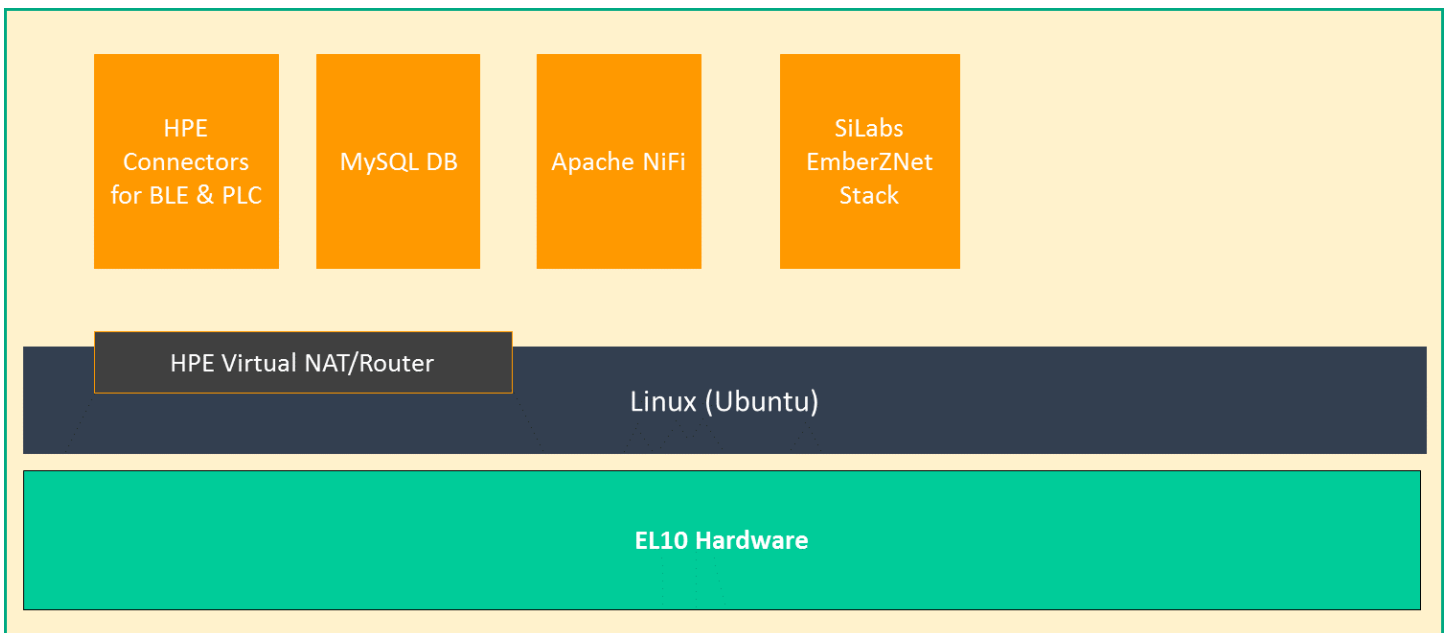 HPE
Connectors
for BLE & PLC
MySQL DB
Apache NiFi
SiLabs
EmberZNet
Stack
HPE Virtual NAT/Router
Linux (Ubuntu)
EL10 Hardware